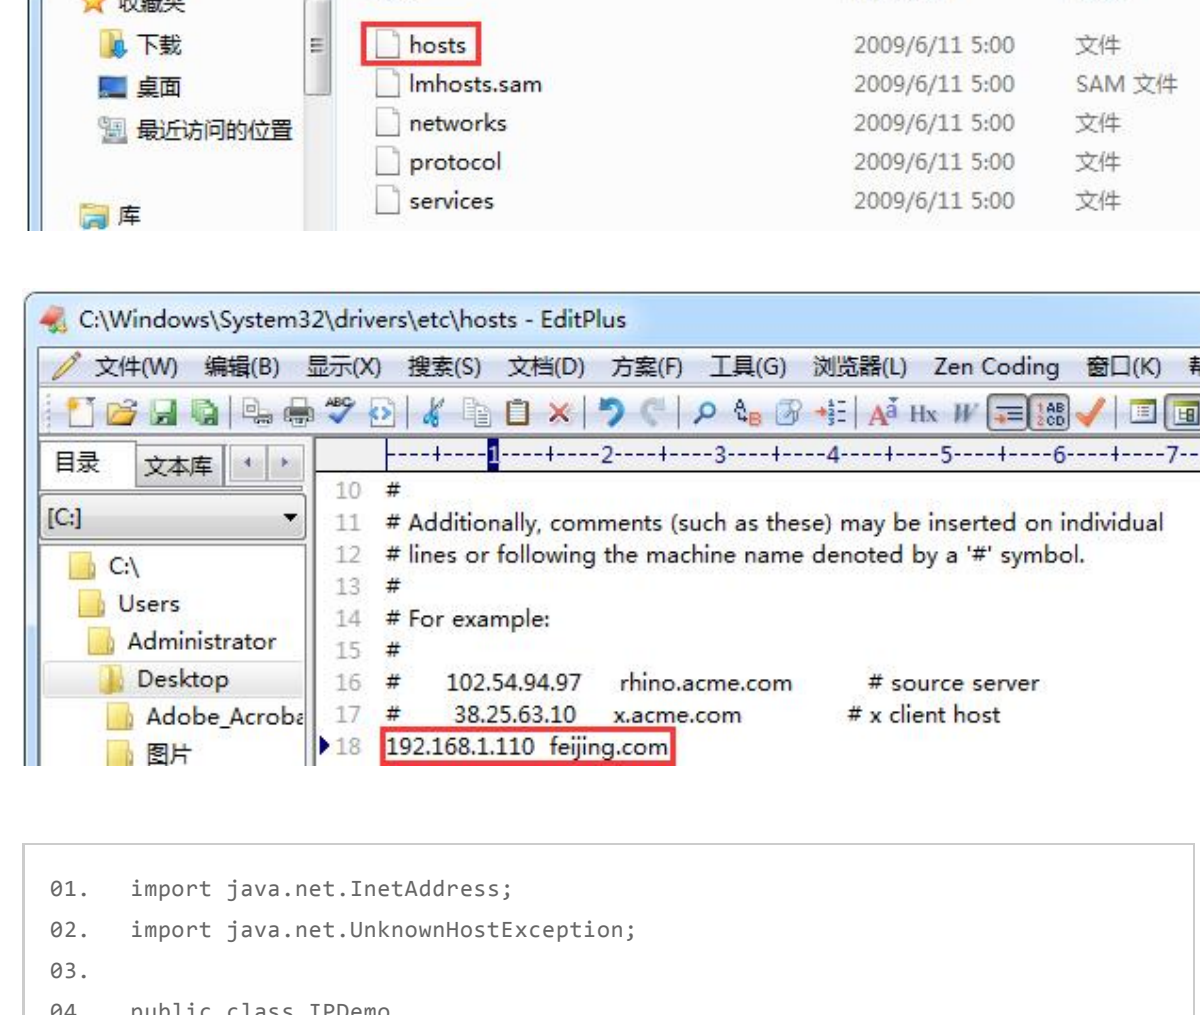 收藏夹
下载
桌面
最近访问的位置
库
hosts 2009/6/11 5:00 文件
lmhosts.sam 2009/6/11 5:00 SAM 文件
networks 2009/6/11 5:00 文件
protocol 2009/6/11 5:00 文件
services 2009/6/11 5:00 文件
C:\Windows\System32\drivers\etc\hosts - EditPlus
文件(W) 编辑(B) 显示(X) 搜索(S) 文档(D) 方案(F) 工具(G) 浏览器(L) Zen Coding 窗口(K)
目录 文本库
[C:]
C:\
Users
Administrator
Desktop
Adobe_Acroba
图片
----+----1----+----2----+----3----+----4----+----5----+----6----+----7--
10 #
11 # Additionally, comments (such as these) may be inserted on individual
12 # lines or following the machine name denoted by a '#' symbol.
13 #
14 # For example:
15 #
16 # 102.54.94.97 rhino.acme.com # source server
17 # 38.25.63.10 x.acme.com # x client host
18 192.168.1.110 feijing.com
01. import java.net.InetAddress;
02. import java.net.UnknownHostException;
03.
04. public class IPDemo